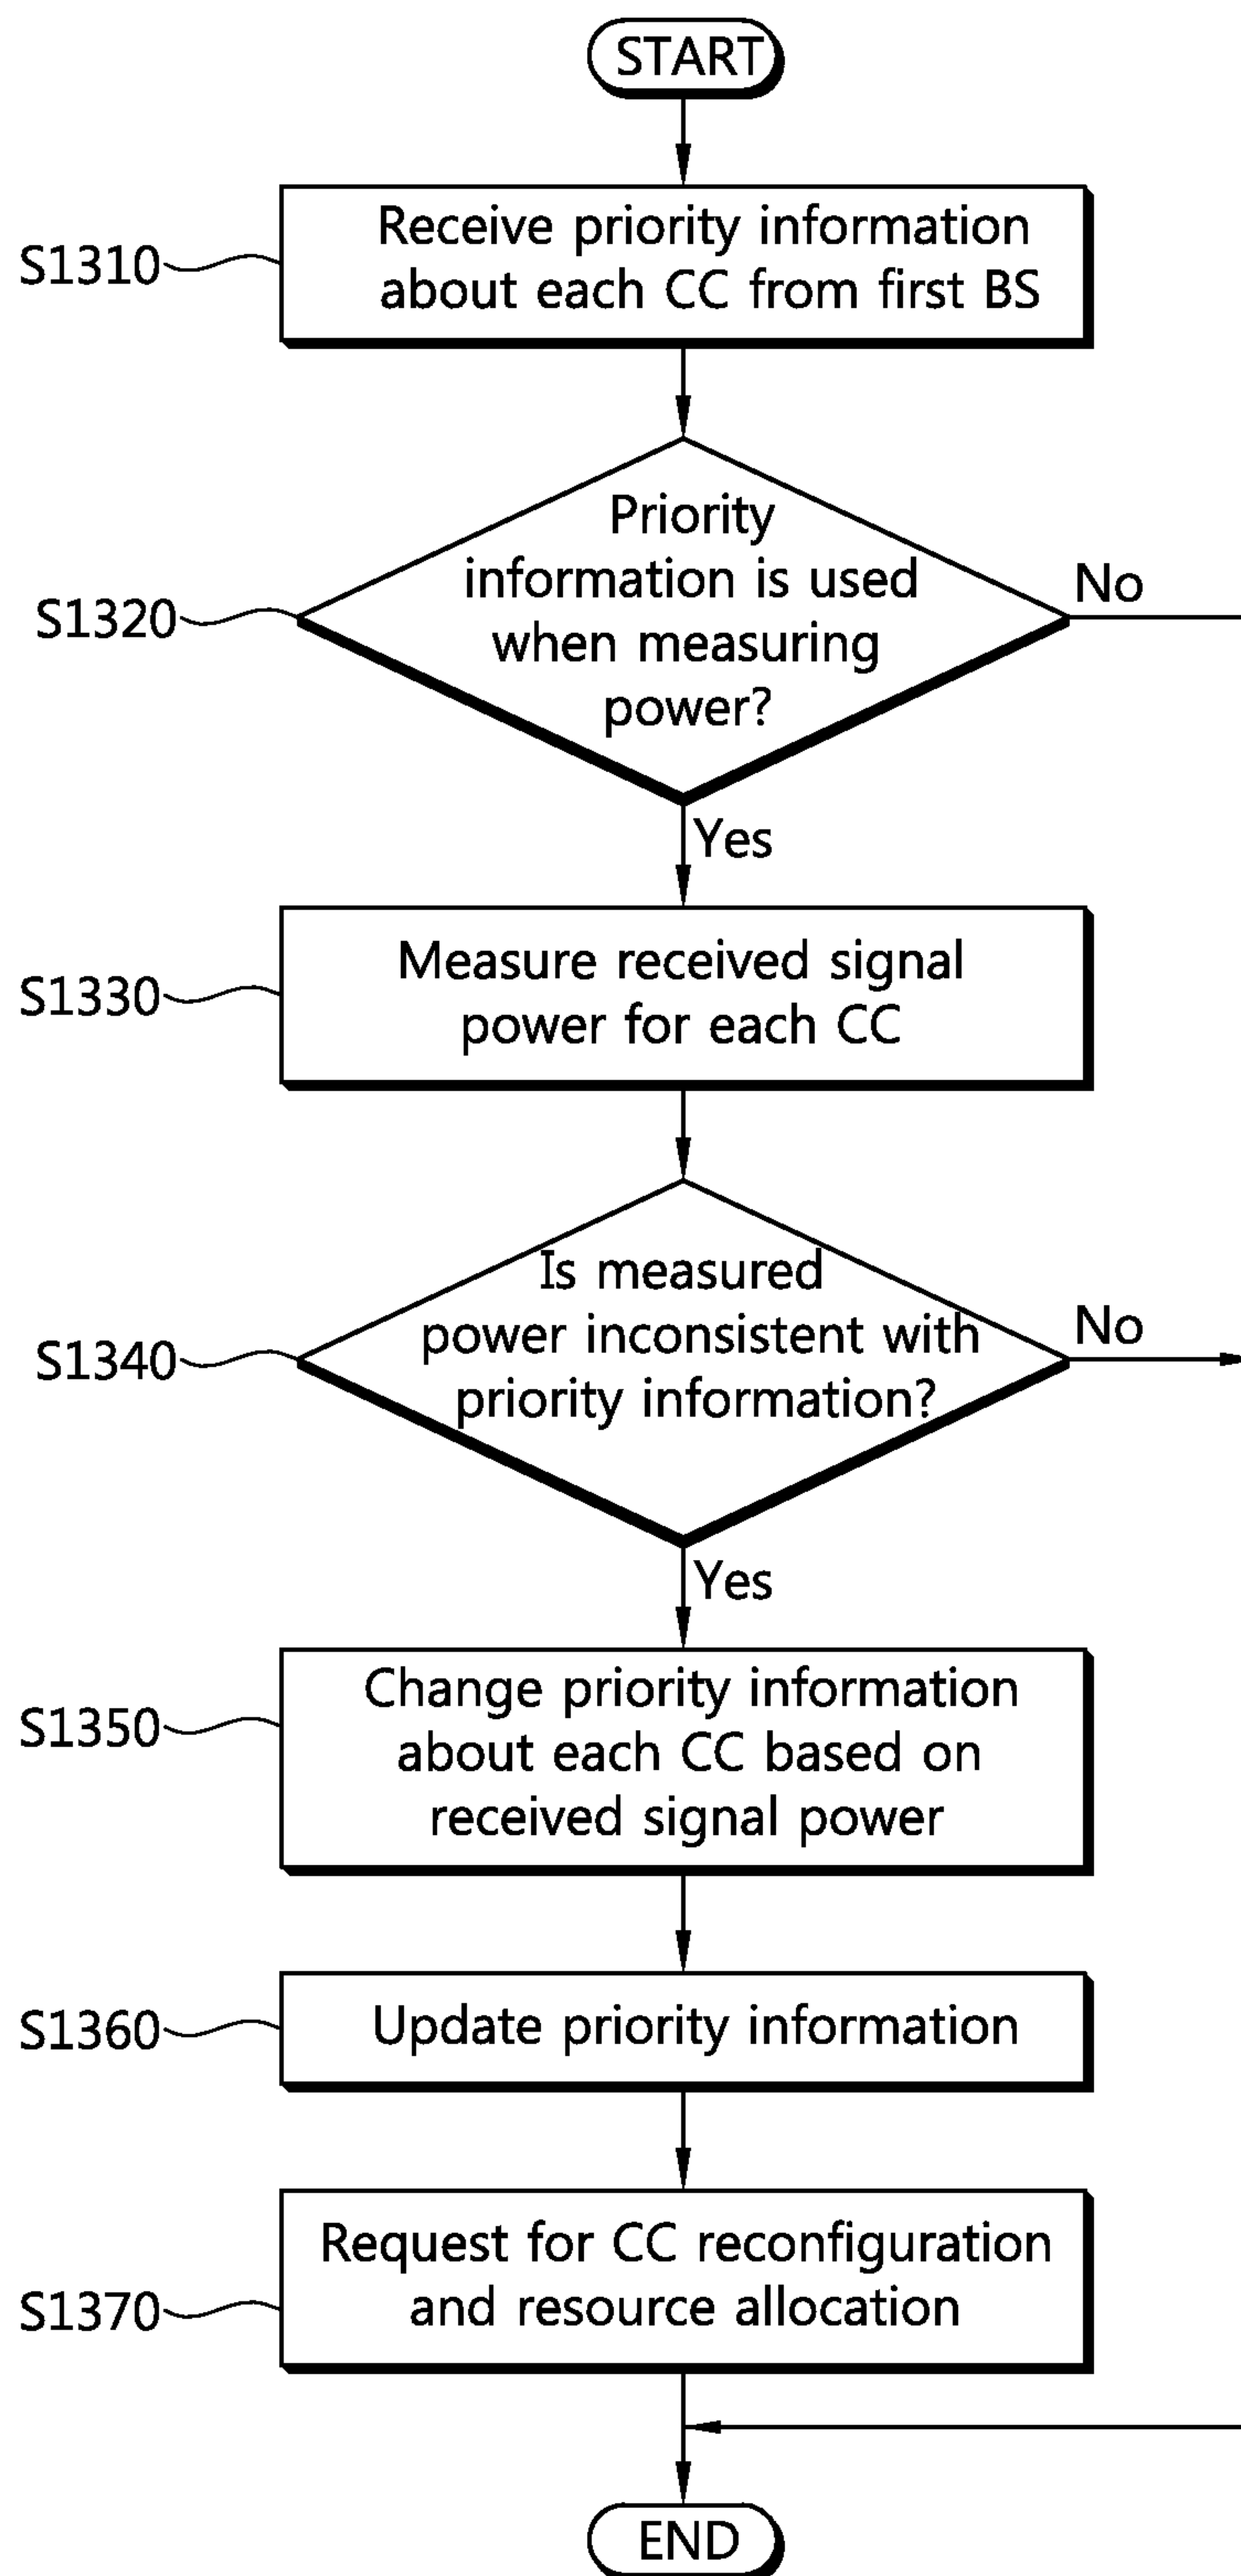 START
S1310
Receive priority information
about each CC from first BS
S1320
Priority
information is used
when measuring
power?
No
Yes
S1330
Measure received signal
power for each CC
S1340
Is measured
power inconsistent with
priority information?
No
Yes
S1350
Change priority information
about each CC based on
received signal power
S1360
Update priority information
S1370
Request for CC reconfiguration
and resource allocation
END